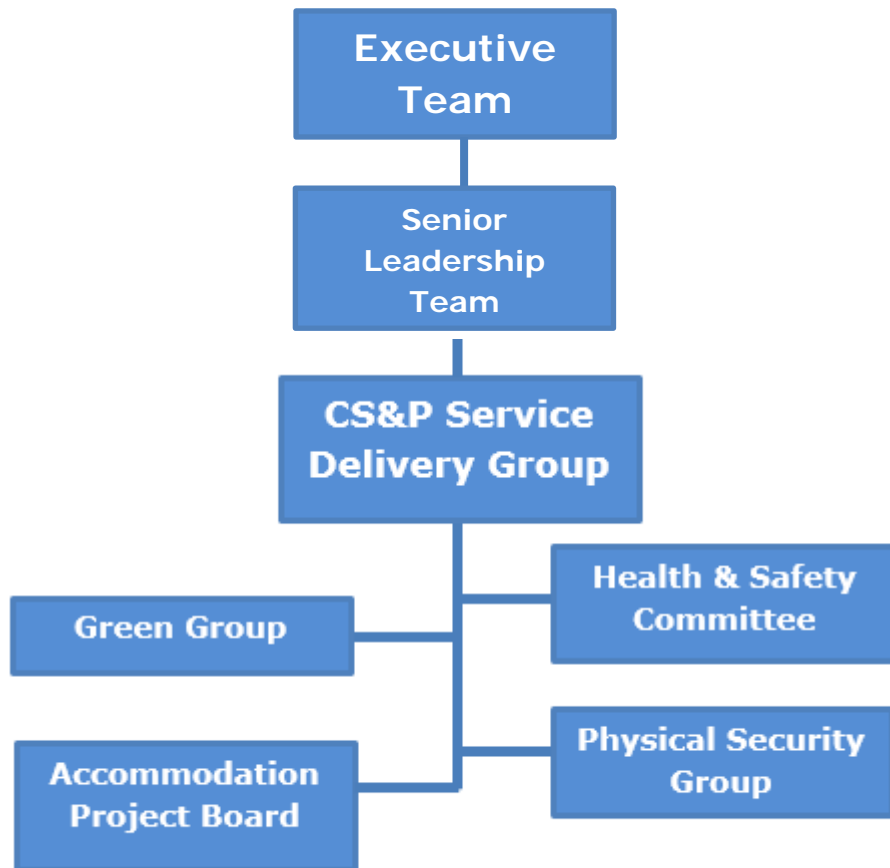 Executive
Team
Senior
Leadership
Team
CS&P Service
Delivery Group
Health & Safety
Committee
Green Group
Physical Security
Group
Accommodation
Project Board